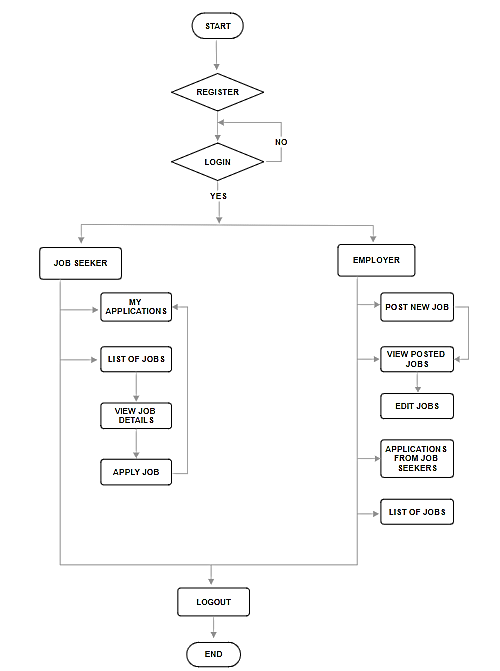 START
REGISTER
NO
LOGIN
YES
JOB SEEKER
EMPLOYER
MY
APPLICATIONS
LIST OF JOBS
VIEW JOB
DETAILS
APPLY JOB
POST NEW JOB
VIEW POSTED
JOBS
EDIT JOBS
APPLICATIONS
FROM JOB
SEEKERS
LIST OF JOBS
LOGOUT
END